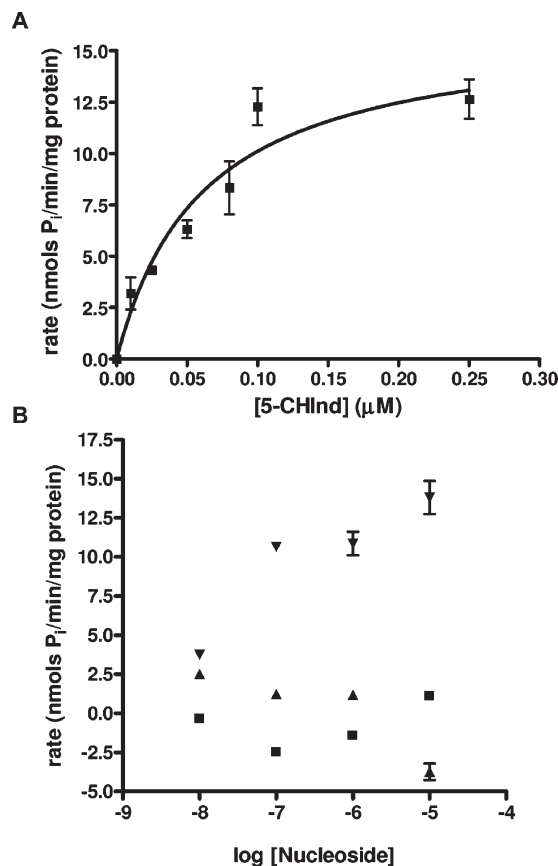 A
rate (nmols Pi/min/mg protein)
15.0
12.5
10.0
7.5
5.0
2.5
0.0
0.00 0.05 0.10 0.15 0.20 0.25 0.30
[5-CHInd] (μM)
B
rate (nmols Pi/min/mg protein)
17.5
15.0
12.5
10.0
7.5
5.0
2.5
0.0
-2.5
-5.0
-9 -8 -7 -6 -5 -4
log [Nucleoside]